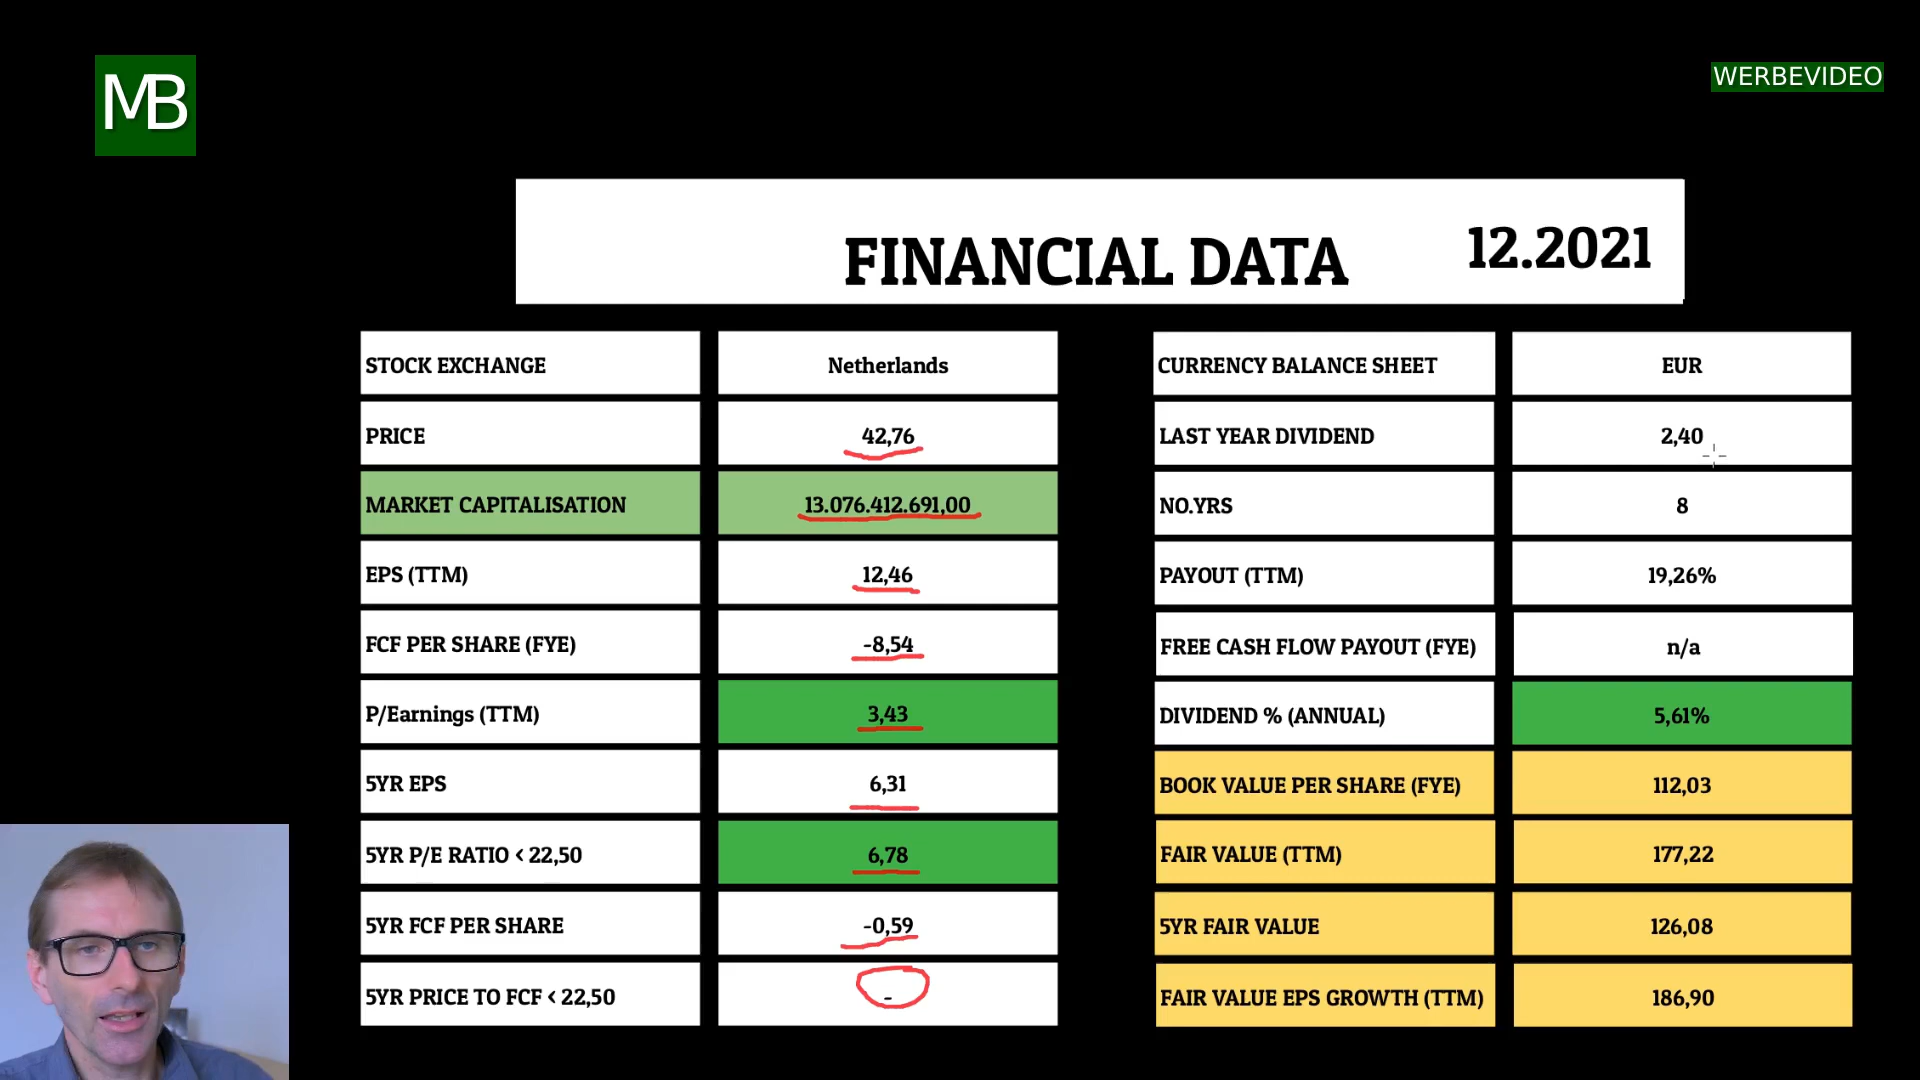 MB
WERBEVIDEO
FINANCIAL DATA
12.2021
STOCK EXCHANGE Netherlands
PRICE 42,76
MARKET CAPITALISATION 13.076.412.691,00
EPS (TTM) 12,46
FCF PER SHARE (FYE) -8,54
P/Earnings (TTM) 3,43
5YR EPS 6,31
5YR P/E RATIO < 22,50 6,78
5YR FCF PER SHARE -0,59
5YR PRICE TO FCF < 22,50 -
CURRENCY BALANCE SHEET EUR
LAST YEAR DIVIDEND 2,40
NO.YRS 8
PAYOUT (TTM) 19,26%
FREE CASH FLOW PAYOUT (FYE) n/a
DIVIDEND % (ANNUAL) 5,61%
BOOK VALUE PER SHARE (FYE) 112,03
FAIR VALUE (TTM) 177,22
5YR FAIR VALUE 126,08
FAIR VALUE EPS GROWTH (TTM) 186,90